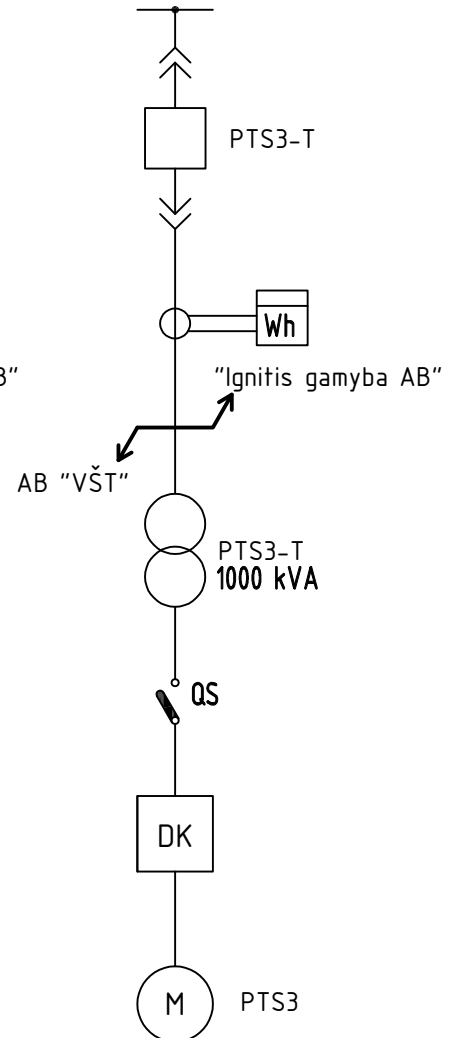 PTS3-T
Wh
B"
"Ignitis gamyba AB"
AB "VŠT"
PTS3-T
1000 kVA
QS
DK
M
PTS3